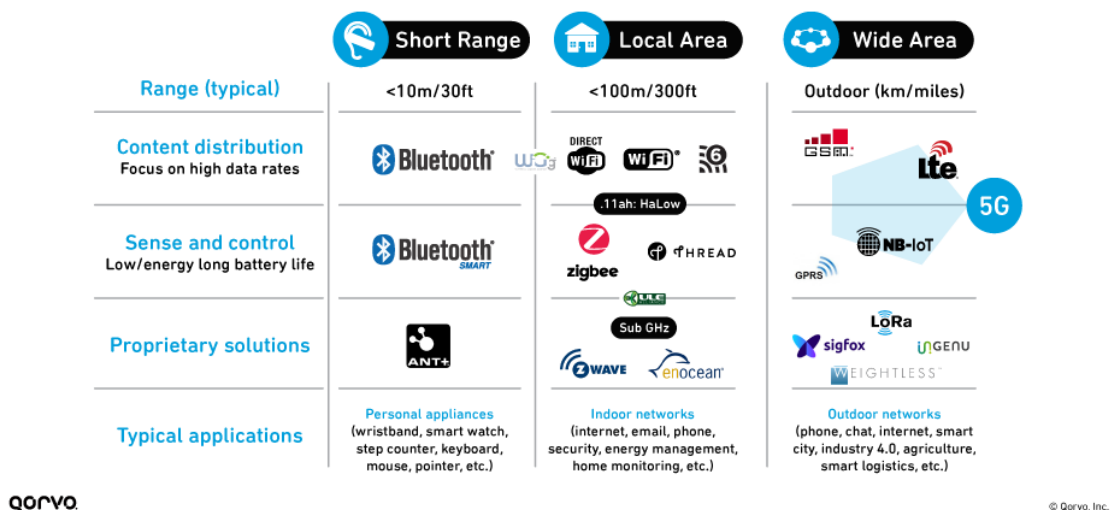 Short Range
Local Area
Wide Area
Range (typical)
<10m/30ft
<100m/300ft
Outdoor (km/miles)
Content distribution
Focus on high data rates
Bluetooth®
DIRECT
WiFi
WiFi®
6
GSM
Lte
.11ah: HaLow
5G
Sense and control
Low/energy long battery life
Bluetooth®
SMART
zigbee
THREAD
NB-IoT
GPRS
ULE
Proprietary solutions
ANT+
Sub GHz
Z WAVE
enocean®
LoRa
sigfox
INGENU
WEIGHTLESS™
Typical applications
Personal appliances
(wristband, smart watch,
step counter, keyboard,
mouse, pointer, etc.)
Indoor networks
(internet, email, phone,
security, energy management,
home monitoring, etc.)
Outdoor networks
(phone, chat, internet, smart
city, industry 4.0, agriculture,
smart logistics, etc.)
QORVO
© Qorvo, Inc.